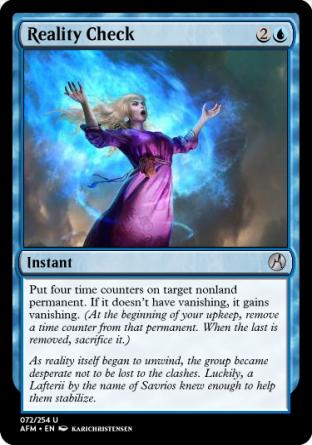 Reality Check 2
Instant
Put four time counters on target nonland
permanent. If it doesn't have vanishing, it gains
vanishing. (At the beginning of your upkeep, remove
a time counter from that permanent. When the last is
removed, sacrifice it.)
As reality itself began to unwind, the group became
desperate not to be lost to the clashes. Luckily, a
Lafterii by the name of Savrios knew enough to help
them stabilize.
072/254 U
AFM • EN KARICHRISTENSEN